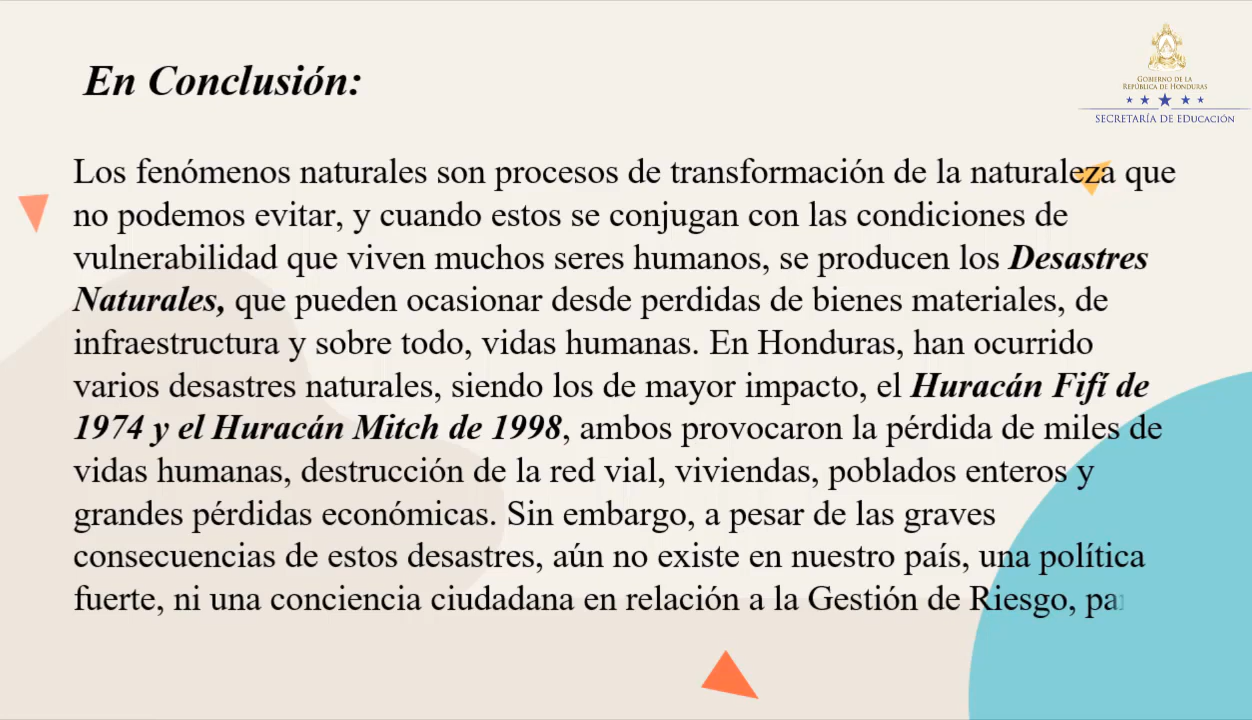 En Conclusión:
GOBIERNO DE LA
REPÚBLICA DE HONDURAS
SECRETARÍA DE EDUCACIÓN
Los fenómenos naturales son procesos de transformación de la naturaleza que
no podemos evitar, y cuando estos se conjugan con las condiciones de
vulnerabilidad que viven muchos seres humanos, se producen los Desastres
Naturales, que pueden ocasionar desde perdidas de bienes materiales, de
infraestructura y sobre todo, vidas humanas. En Honduras, han ocurrido
varios desastres naturales, siendo los de mayor impacto, el Huracán Fifí de
1974 y el Huracán Mitch de 1998, ambos provocaron la pérdida de miles de
vidas humanas, destrucción de la red vial, viviendas, poblados enteros y
grandes pérdidas económicas. Sin embargo, a pesar de las graves
consecuencias de estos desastres, aún no existe en nuestro país, una política
fuerte, ni una conciencia ciudadana en relación a la Gestión de Riesgo,